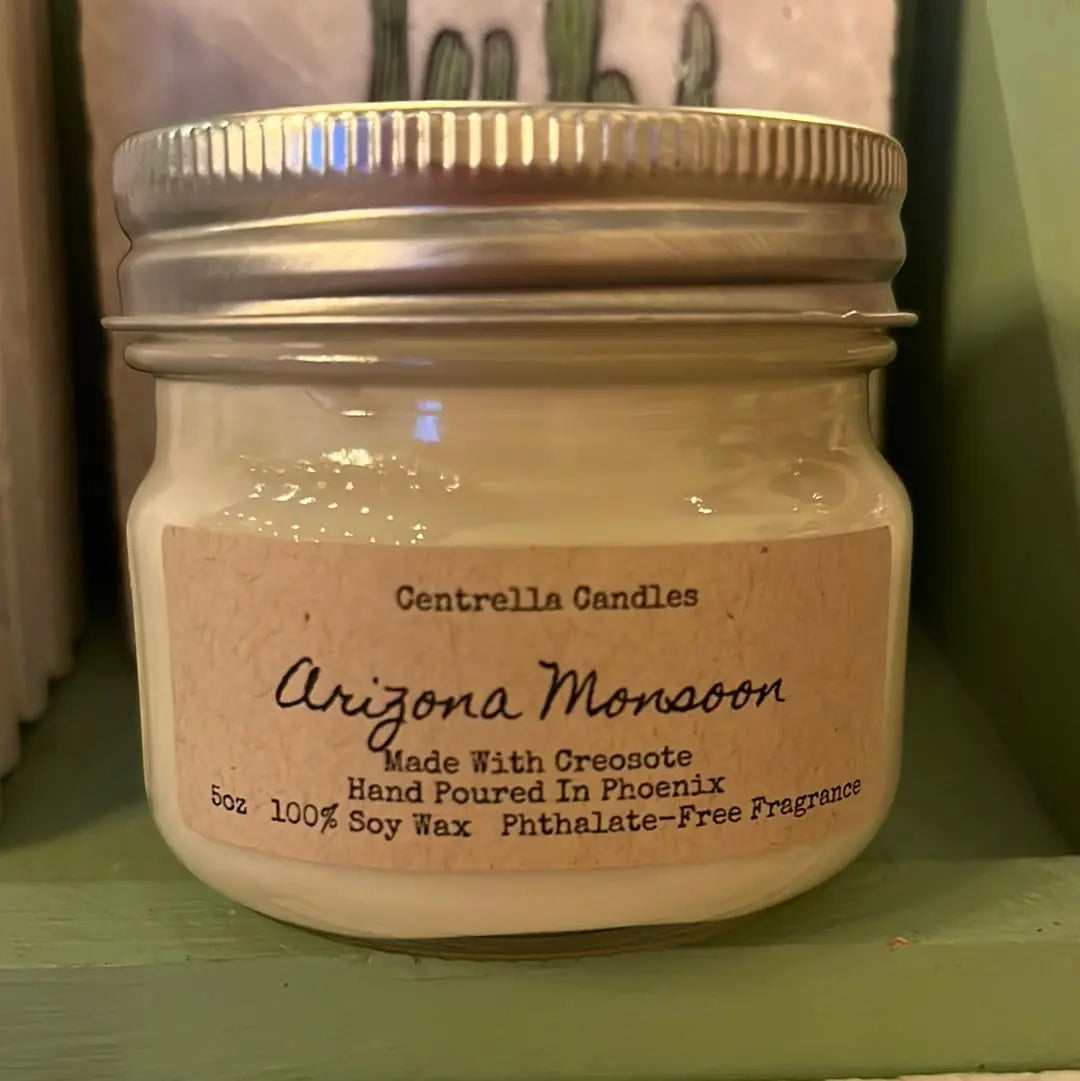 Centrella Candles
Arizona Monsoon
Made With Creosote
Hand Poured In Phoenix
5oz 100% Soy Wax Phthalate-Free Fragrance